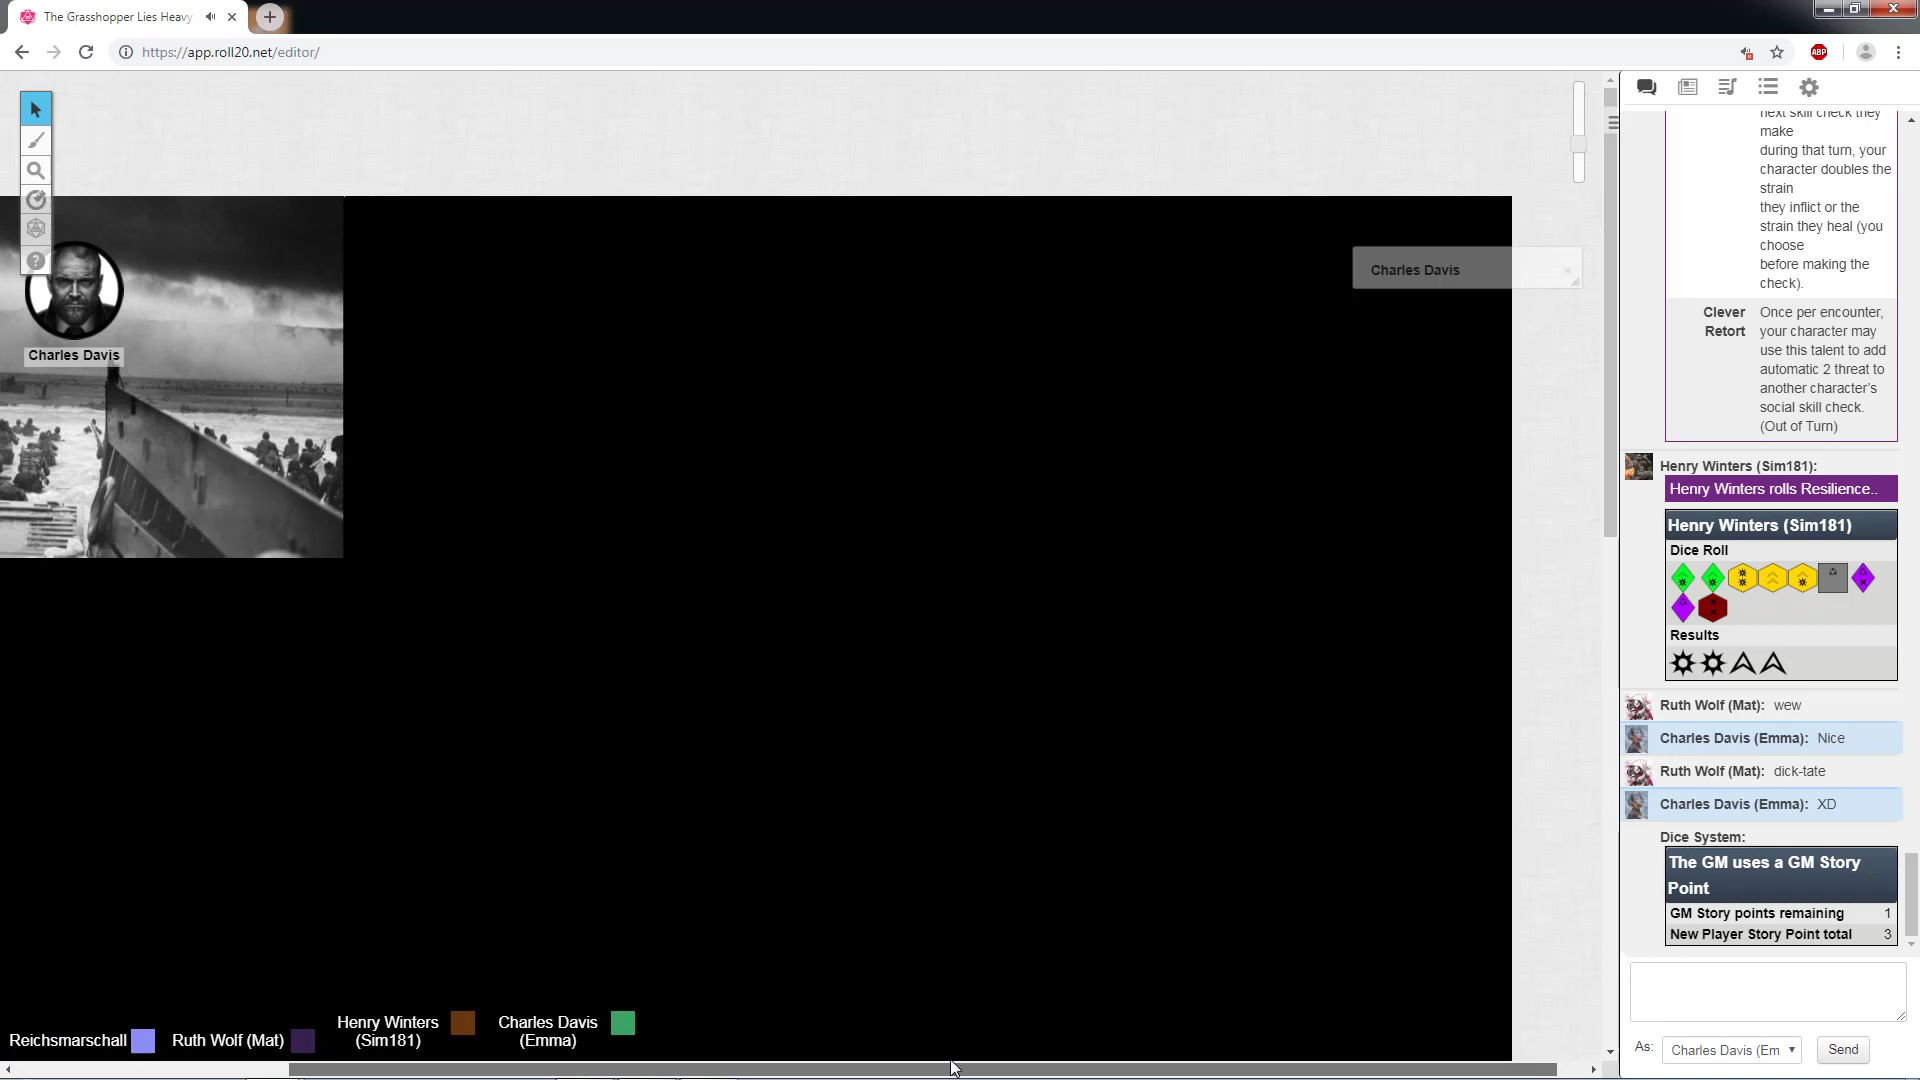 The Grasshopper Lies Heavy
https://app.roll20.net/editor/
ABP
Charles Davis
Charles Davis
next skill check they
make
during that turn, your
character doubles the
strain
they inflict or the
strain they heal (you
choose
before making the
check).
Clever
Retort
Once per encounter,
your character may
use this talent to add
automatic 2 threat to
another character's
social skill check.
(Out of Turn)
Henry Winters (Sim181):
Henry Winters rolls Resilience..
Henry Winters (Sim181)
Dice Roll
Results
Ruth Wolf (Mat): wew
Charles Davis (Emma): Nice
Ruth Wolf (Mat): dick-tate
Charles Davis (Emma): XD
Dice System:
The GM uses a GM Story
Point
GM Story points remaining 1
New Player Story Point total 3
Reichsmarschall
Ruth Wolf (Mat)
Henry Winters
(Sim181)
Charles Davis
(Emma)
As: Charles Davis (Em
Send